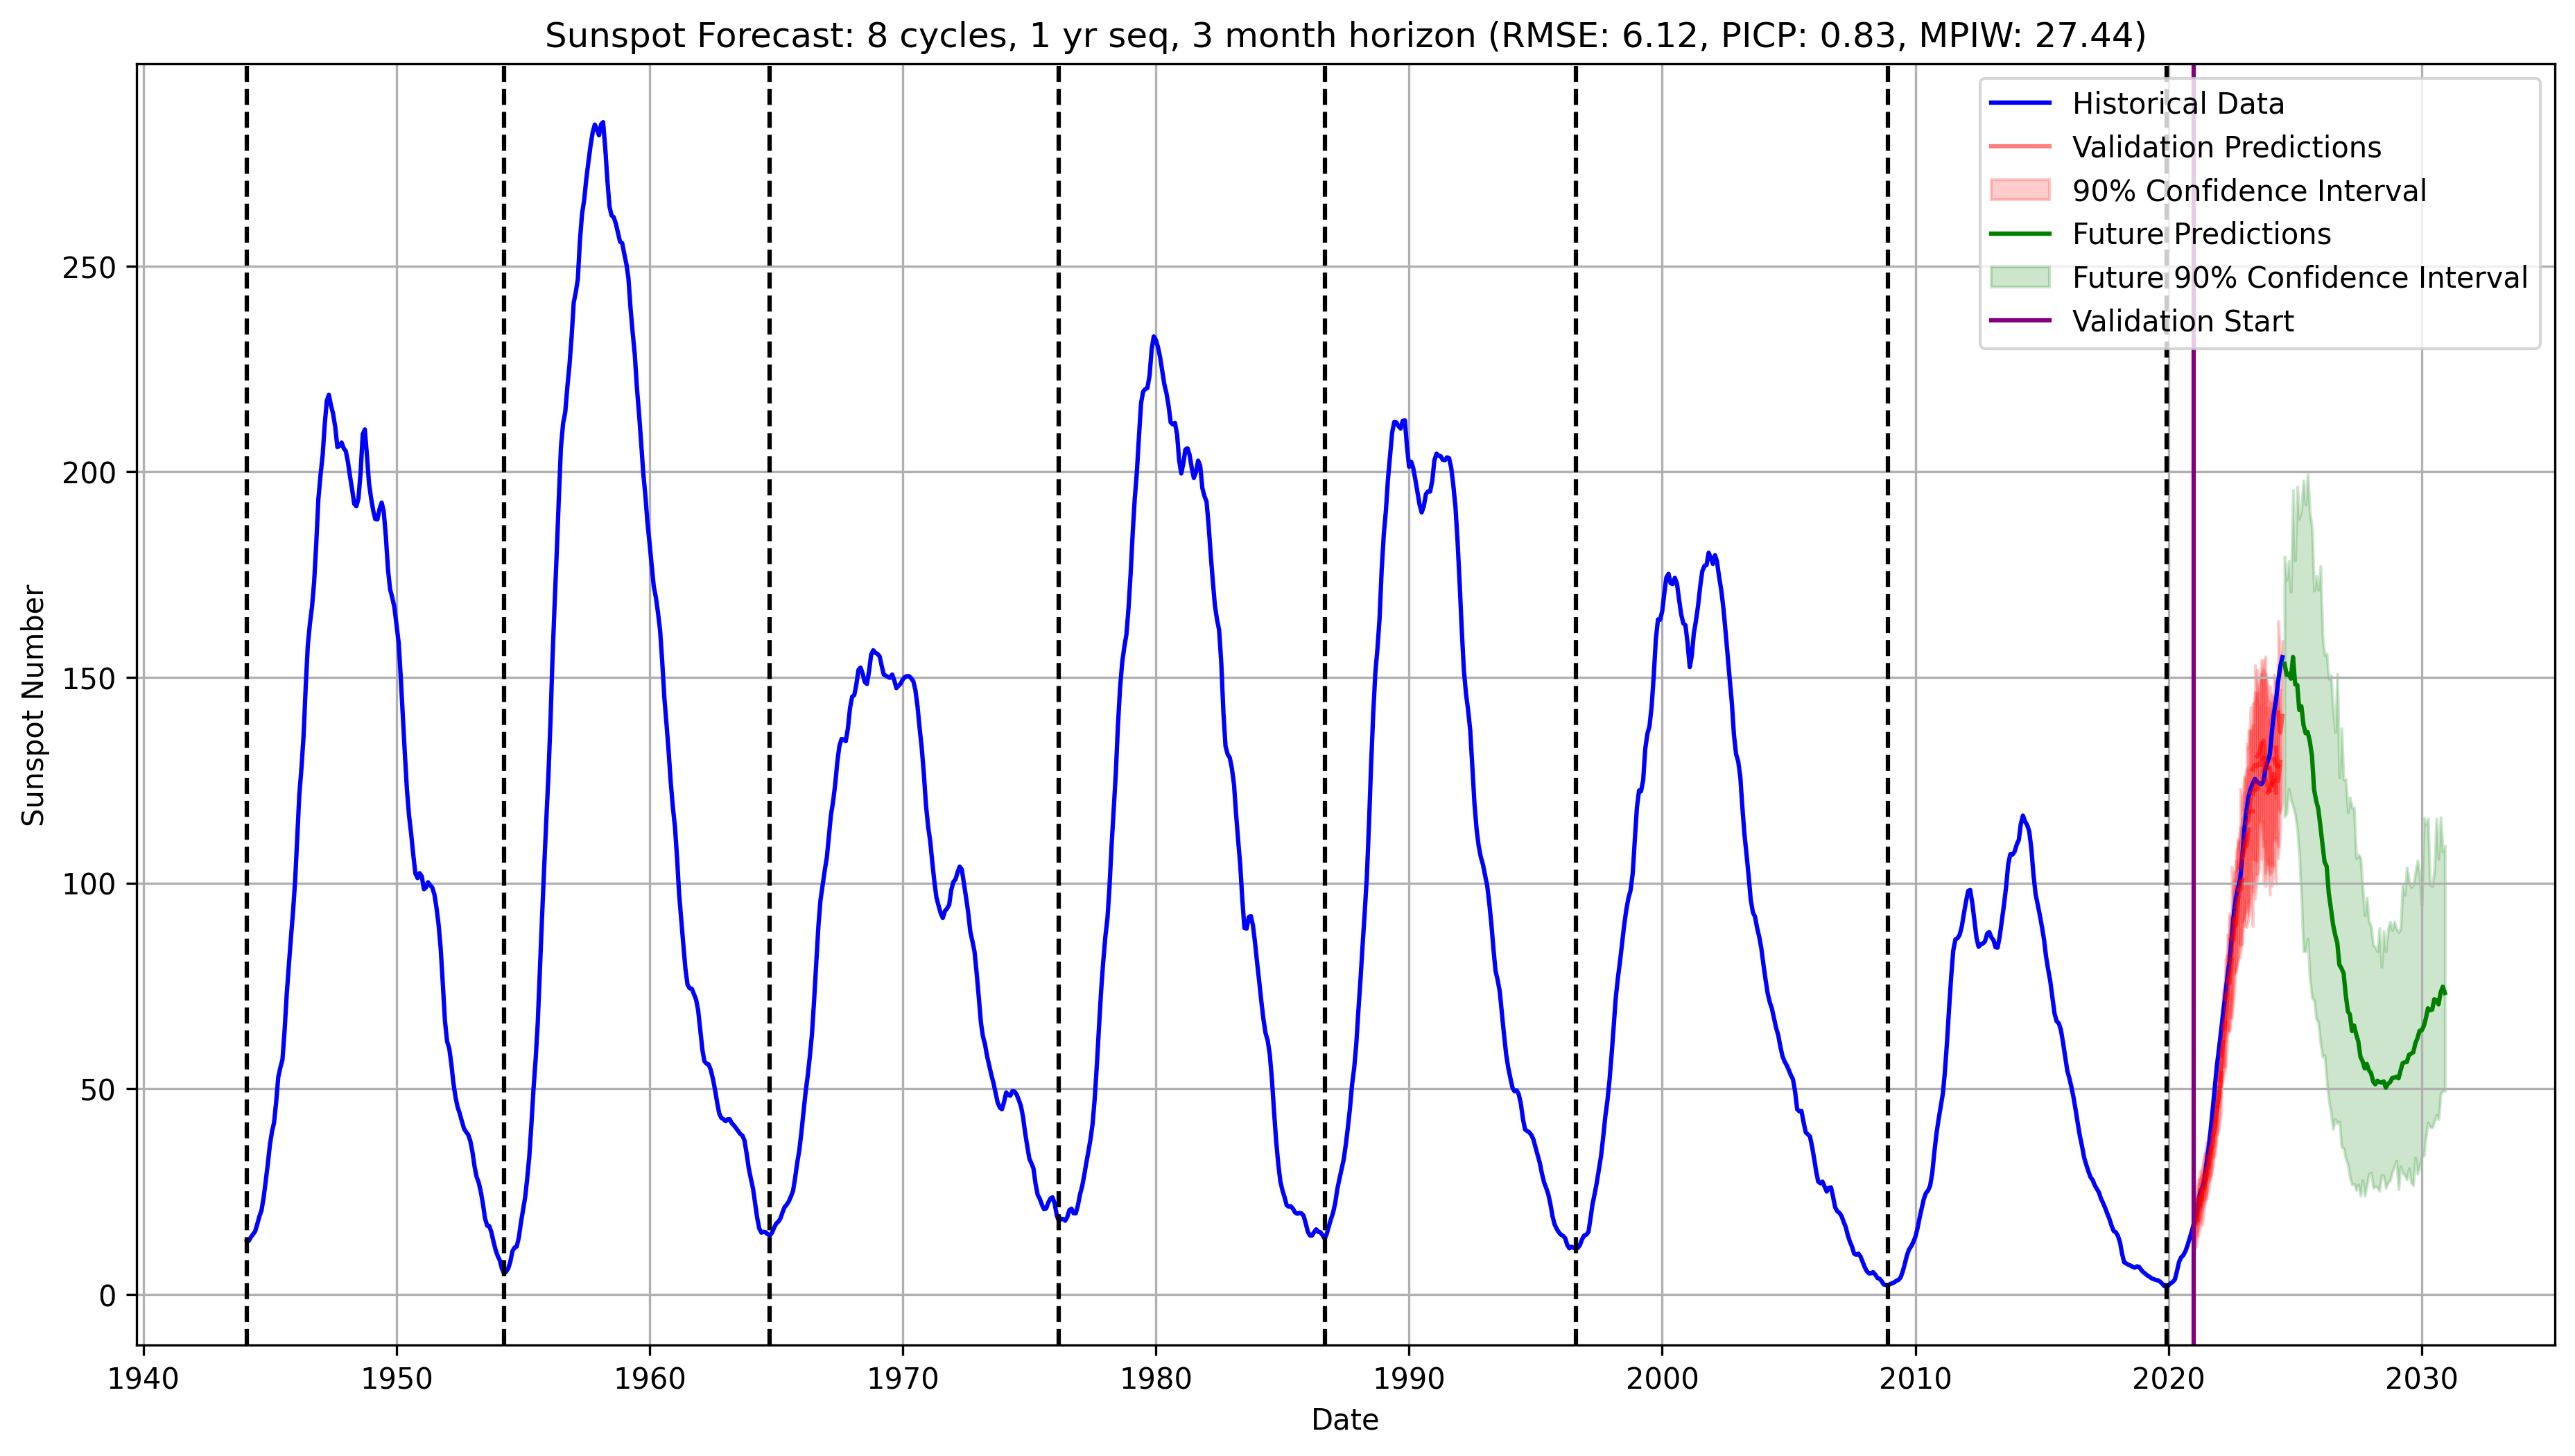 Sunspot Forecast: 8 cycles, 1 yr seq, 3 month horizon (RMSE: 6.12, PICP: 0.83, MPIW: 27.44)
Historical Data
Validation Predictions
90% Confidence Interval
Future Predictions
Future 90% Confidence Interval
Validation Start
Sunspot Number
250
200
150
100
50
0
1940 1950 1960 1970 1980 1990 2000 2010 2020 2030
Date